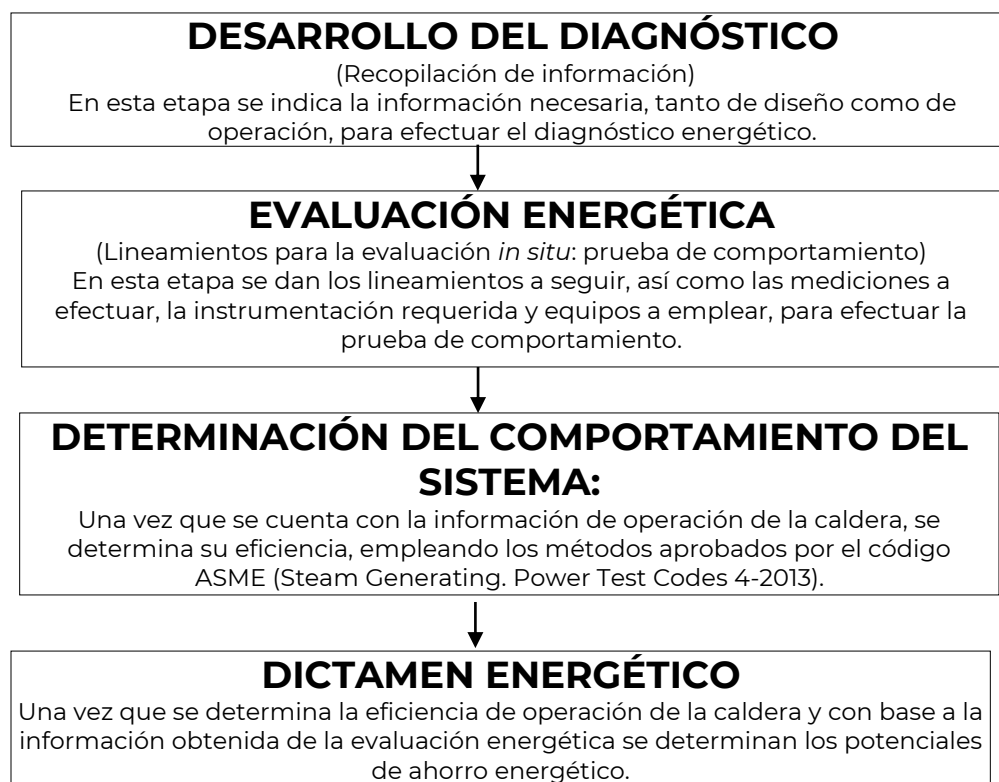 DESARROLLO DEL DIAGNÓSTICO
(Recopilación de información)
En esta etapa se indica la información necesaria, tanto de diseño como de
operación, para efectuar el diagnóstico energético.
EVALUACIÓN ENERGÉTICA
(Lineamientos para la evaluación in situ: prueba de comportamiento)
En esta etapa se dan los lineamientos a seguir, así como las mediciones a
efectuar, la instrumentación requerida y equipos a emplear, para efectuar la
prueba de comportamiento.
DETERMINACIÓN DEL COMPORTAMIENTO DEL
SISTEMA:
Una vez que se cuenta con la información de operación de la caldera, se
determina su eficiencia, empleando los métodos aprobados por el código
ASME (Steam Generating. Power Test Codes 4-2013).
DICTAMEN ENERGÉTICO
Una vez que se determina la eficiencia de operación de la caldera y con base a la
información obtenida de la evaluación energética se determinan los potenciales
de ahorro energético.